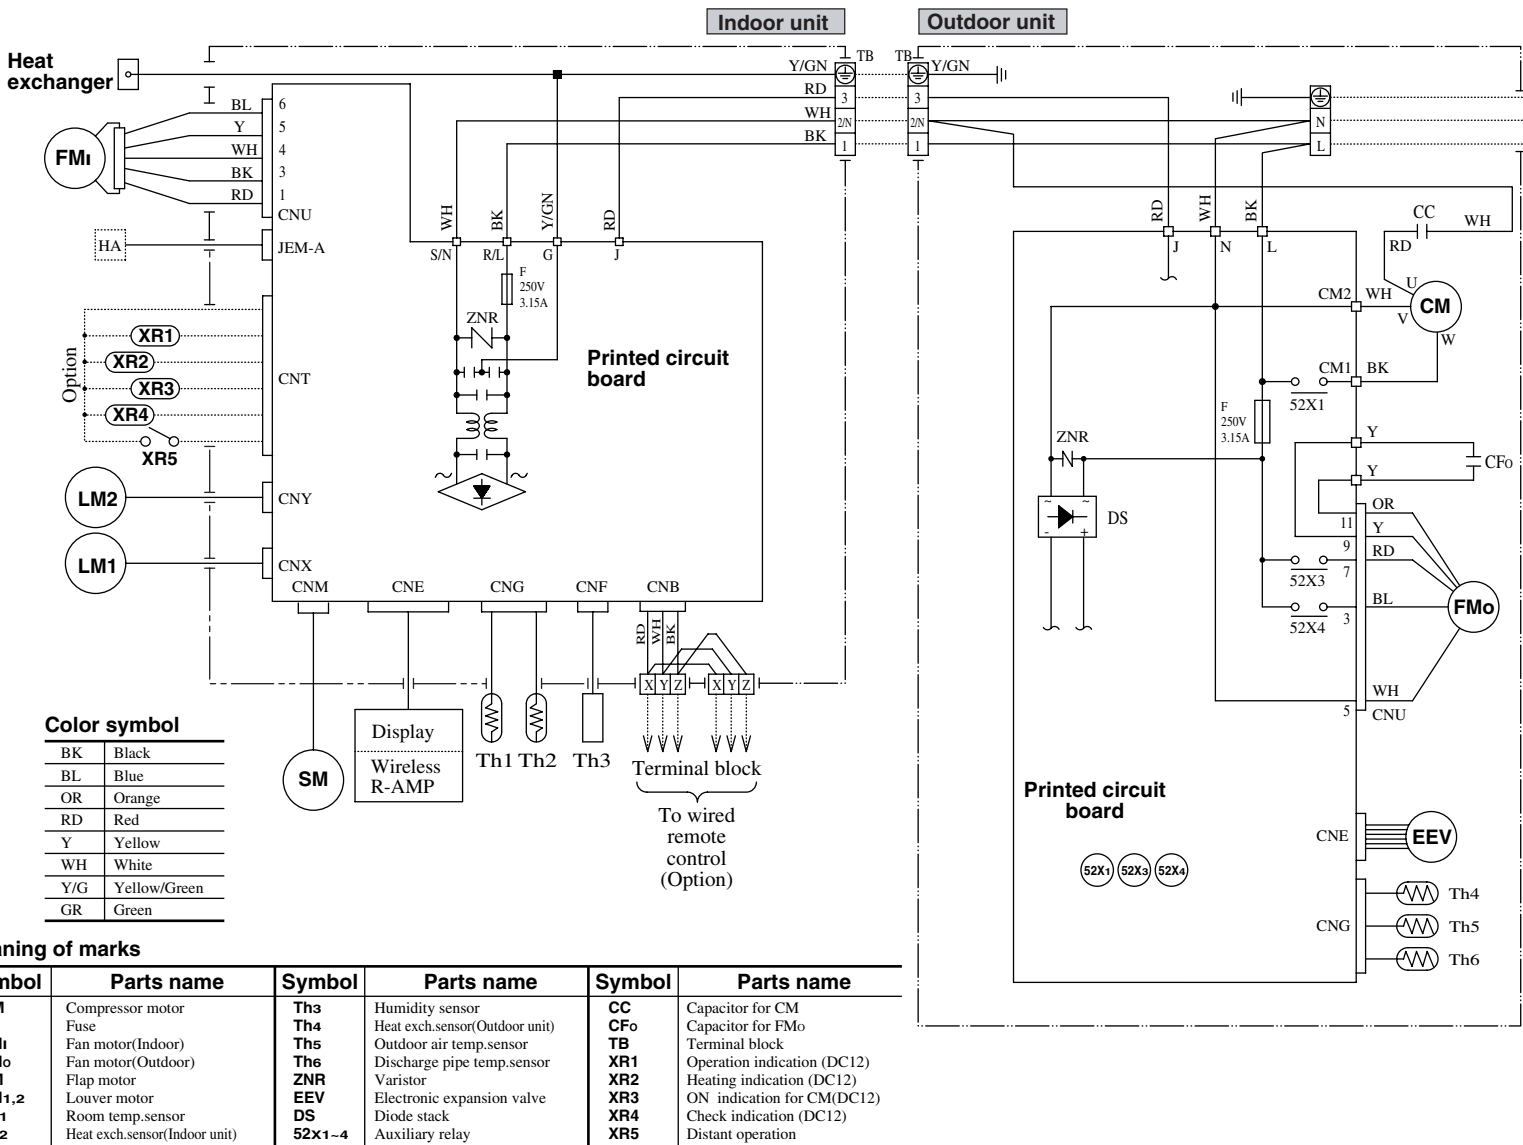 Indoor unit
Outdoor unit
Heat
exchanger
TB
TB
Y/GN
Y/GN
RD
3
3
WH
2/N
2/N
N
BK
1
1
L
FMI
BL
6
Y
5
WH
4
BK
3
RD
1
CNU
HA
JEM-A
WH
BK
Y/GN
RD
S/N
R/L
G
J
F
250V
3.15A
ZNR
Printed circuit
board
Option
XR1
XR2
XR3
XR4
XR5
CNT
LM2
CNY
LM1
CNX
CNM
CNE
CNG
CNF
CNB
RD
WH
BK
X Y Z
X Y Z
SM
Display
Wireless
R-AMP
Th1
Th2
Th3
Terminal block
To wired
remote
control
(Option)
RD
WH
BK
J
N
L
CC
WH
RD
U
CM2
WH
V
CM
W
CM1
BK
52X1
F
250V
3.15A
ZNR
~
~
-
+
DS
Y
Y
CFO
OR
11
Y
9
RD
52X3
7
BL
52X4
3
FMO
WH
5
CNU
Printed circuit
board
52X1
52X3
52X4
CNE
EEV
CNG
Th4
Th5
Th6
Color symbol
BK Black
BL Blue
OR Orange
RD Red
Y Yellow
WH White
Y/G Yellow/Green
GR Green
aning of marks
mbol Parts name Symbol Parts name Symbol Parts name
M Compressor motor Th3 Humidity sensor CC Capacitor for CM
Fuse Th4 Heat exch.sensor(Outdoor unit) CFO Capacitor for FMO
MI Fan motor(Indoor) Th5 Outdoor air temp.sensor TB Terminal block
MO Fan motor(Outdoor) Th6 Discharge pipe temp.sensor XR1 Operation indication (DC12)
M Flap motor ZNR Varistor XR2 Heating indication (DC12)
M1,2 Louver motor EEV Electronic expansion valve XR3 ON indication for CM(DC12)
1 Room temp.sensor DS Diode stack XR4 Check indication (DC12)
2 Heat exch.sensor(Indoor unit) 52X1~4 Auxiliary relay XR5 Distant operation